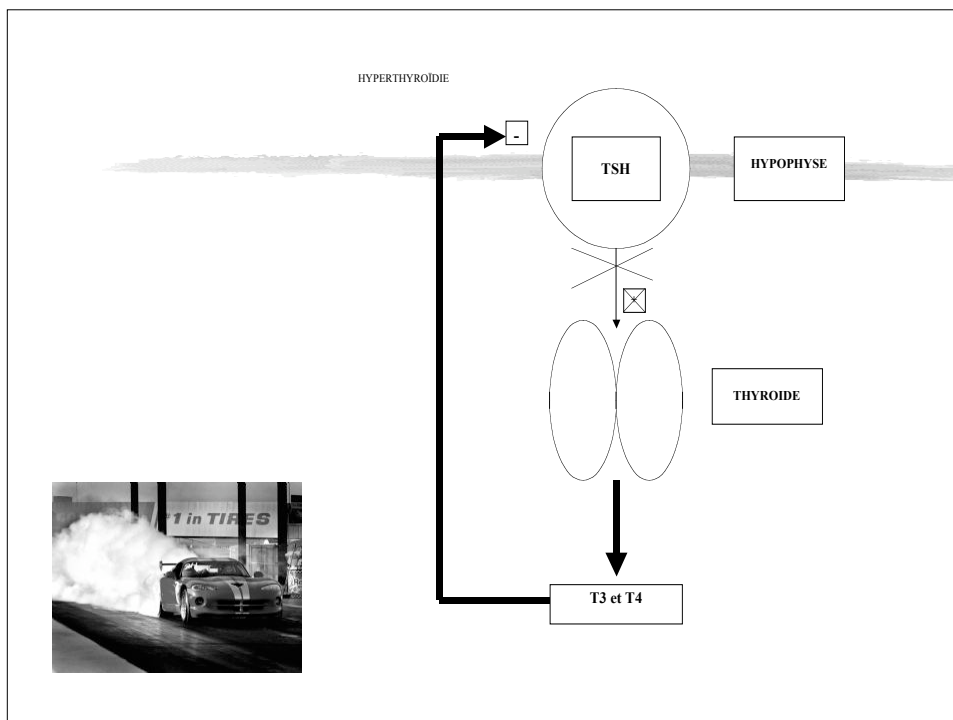 HYPERTHYROÏDIE
-
TSH
HYPOPHYSE
+
THYROIDE
#1 in TIRES
T3 et T4